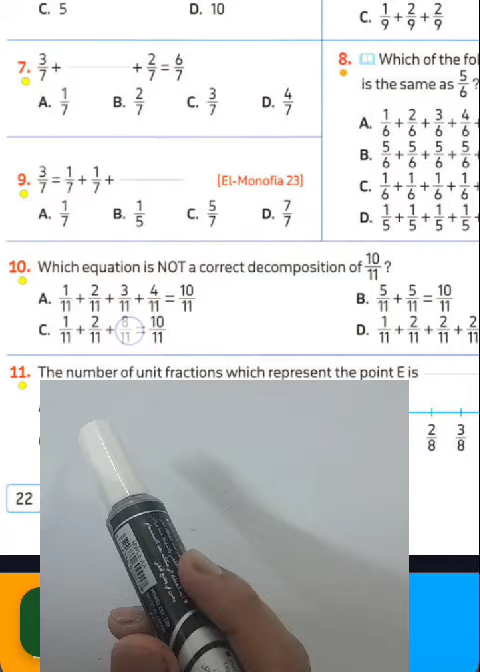 C. 5 D. 10
C. 1/9 + 2/9 + 2/9
7. 3/7 + ______ + 2/7 = 6/7
A. 1/7 B. 2/7 C. 3/7 D. 4/7
8. Which of the fol
is the same as 5/6 ?
A. 1/6 + 2/6 + 3/6 + 4/6 +
B. 5/6 + 5/6 + 5/6 + 5/6 +
C. 1/6 + 1/6 + 1/6 + 1/6 +
D. 1/5 + 1/5 + 1/5 + 1/5 +
9. 3/7 = 1/7 + 1/7 + ______ [El-Monofia 23]
A. 1/7 B. 1/5 C. 5/7 D. 7/7
10. Which equation is NOT a correct decomposition of 10/11 ?
A. 1/11 + 2/11 + 3/11 + 4/11 = 10/11 B. 5/11 + 5/11 = 10/11
C. 1/11 + 2/11 + 8/11 = 10/11 D. 1/11 + 2/11 + 2/11 + 2/11
11. The number of unit fractions which represent the point E is
2/8 3/8
22